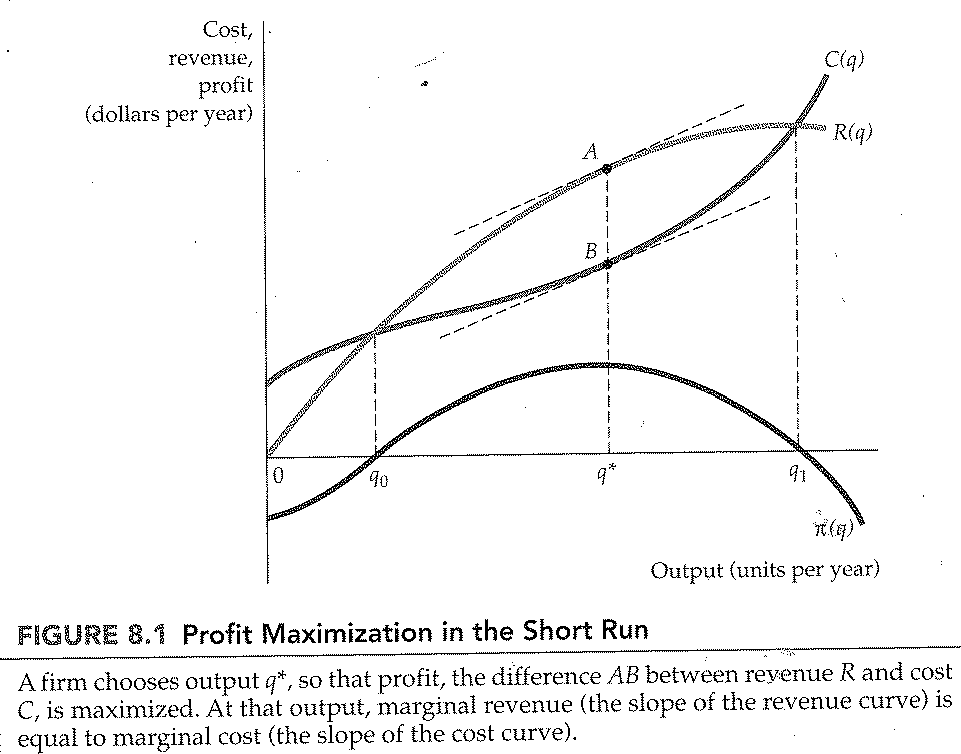 Cost,
revenue,
profit
(dollars per year)
C(q)
R(q)
A
B
0
q₀
q*
q₁
π(q)
Output (units per year)
FIGURE 8.1 Profit Maximization in the Short Run
A firm chooses output q*, so that profit, the difference AB between revenue R and cost
C, is maximized. At that output, marginal revenue (the slope of the revenue curve) is
equal to marginal cost (the slope of the cost curve).